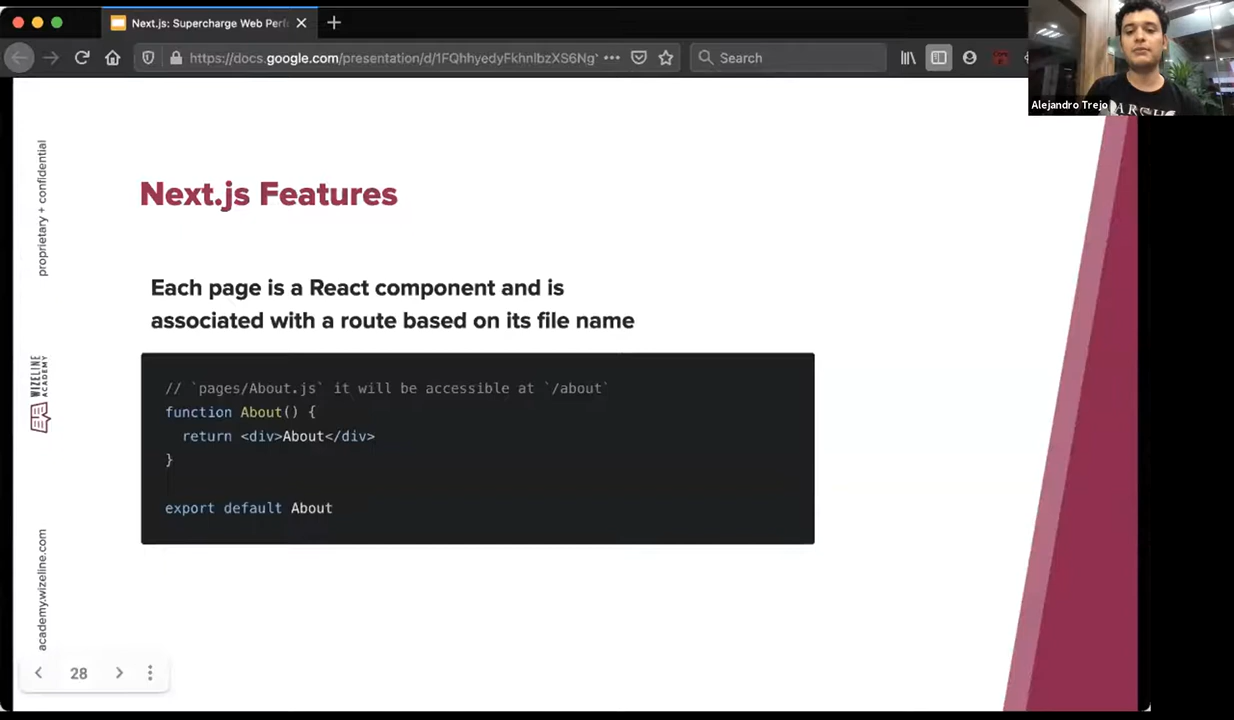 Next.js: Supercharge Web Perf
https://docs.google.com/presentation/d/1FQhhyedyFkhnlbzXS6Ng
Search
Alejandro Trejo
proprietary + confidential
WIZELINE
ACADEMY
academy.wizeline.com
Next.js Features
Each page is a React component and is
associated with a route based on its file name
// `pages/About.js` it will be accessible at `/about`
function About() {
return <div>About</div>
}
export default About
28